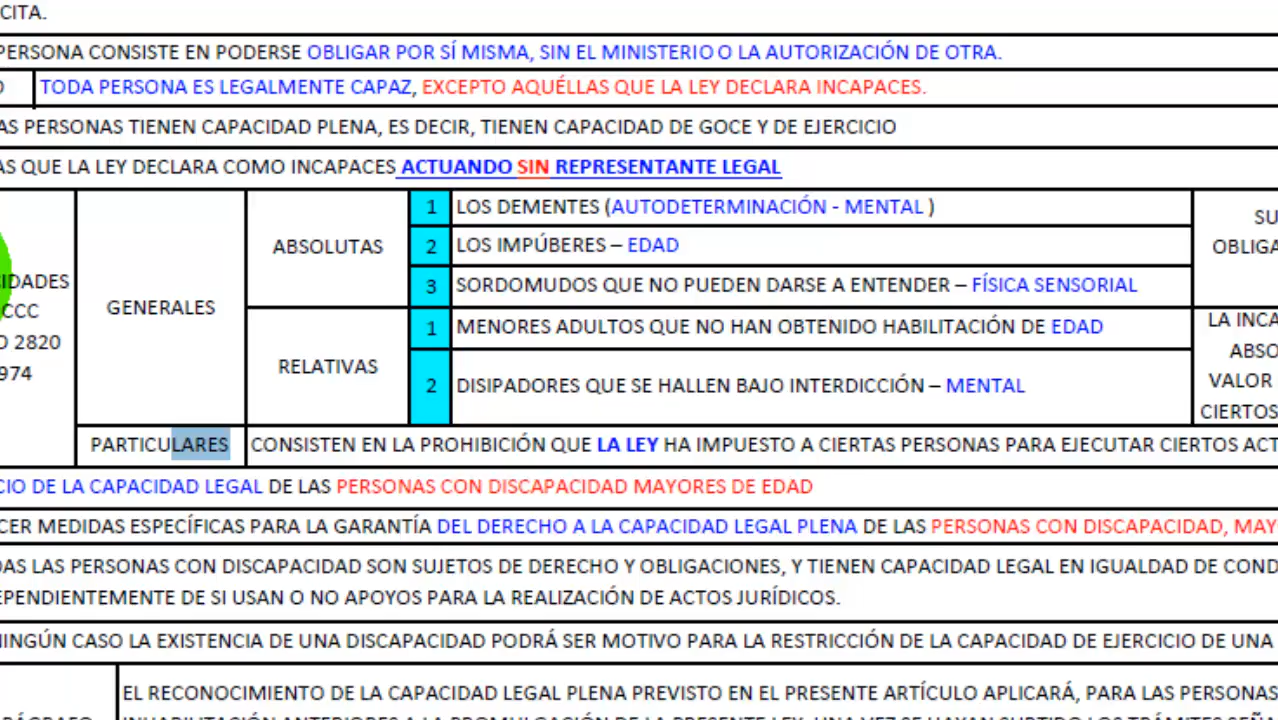 CITA.
PERSONA CONSISTE EN PODERSE OBLIGAR POR SÍ MISMA, SIN EL MINISTERIO O LA AUTORIZACIÓN DE OTRA.
O TODA PERSONA ES LEGALMENTE CAPAZ, EXCEPTO AQUÉLLAS QUE LA LEY DECLARA INCAPACES.
AS PERSONAS TIENEN CAPACIDAD PLENA, ES DECIR, TIENEN CAPACIDAD DE GOCE Y DE EJERCICIO
AS QUE LA LEY DECLARA COMO INCAPACES ACTUANDO SIN REPRESENTANTE LEGAL
CIDADES
CCC
O 2820
974
GENERALES
ABSOLUTAS
1 LOS DEMENTES (AUTODETERMINACIÓN - MENTAL )
2 LOS IMPÚBERES – EDAD
3 SORDOMUDOS QUE NO PUEDEN DARSE A ENTENDER – FÍSICA SENSORIAL
SU
OBLIGA
RELATIVAS
1 MENORES ADULTOS QUE NO HAN OBTENIDO HABILITACIÓN DE EDAD
2 DISIPADORES QUE SE HALLEN BAJO INTERDICCIÓN – MENTAL
LA INCA
ABSO
VALOR
CIERTOS
PARTICULARES CONSISTEN EN LA PROHIBICIÓN QUE LA LEY HA IMPUESTO A CIERTAS PERSONAS PARA EJECUTAR CIERTOS ACT
CIO DE LA CAPACIDAD LEGAL DE LAS PERSONAS CON DISCAPACIDAD MAYORES DE EDAD
CER MEDIDAS ESPECÍFICAS PARA LA GARANTÍA DEL DERECHO A LA CAPACIDAD LEGAL PLENA DE LAS PERSONAS CON DISCAPACIDAD, MAY
DAS LAS PERSONAS CON DISCAPACIDAD SON SUJETOS DE DERECHO Y OBLIGACIONES, Y TIENEN CAPACIDAD LEGAL EN IGUALDAD DE COND
EPENDIENTEMENTE DE SI USAN O NO APOYOS PARA LA REALIZACIÓN DE ACTOS JURÍDICOS.
NINGÚN CASO LA EXISTENCIA DE UNA DISCAPACIDAD PODRÁ SER MOTIVO PARA LA RESTRICCIÓN DE LA CAPACIDAD DE EJERCICIO DE UNA
EL RECONOCIMIENTO DE LA CAPACIDAD LEGAL PLENA PREVISTO EN EL PRESENTE ARTÍCULO APLICARÁ, PARA LAS PERSONAS